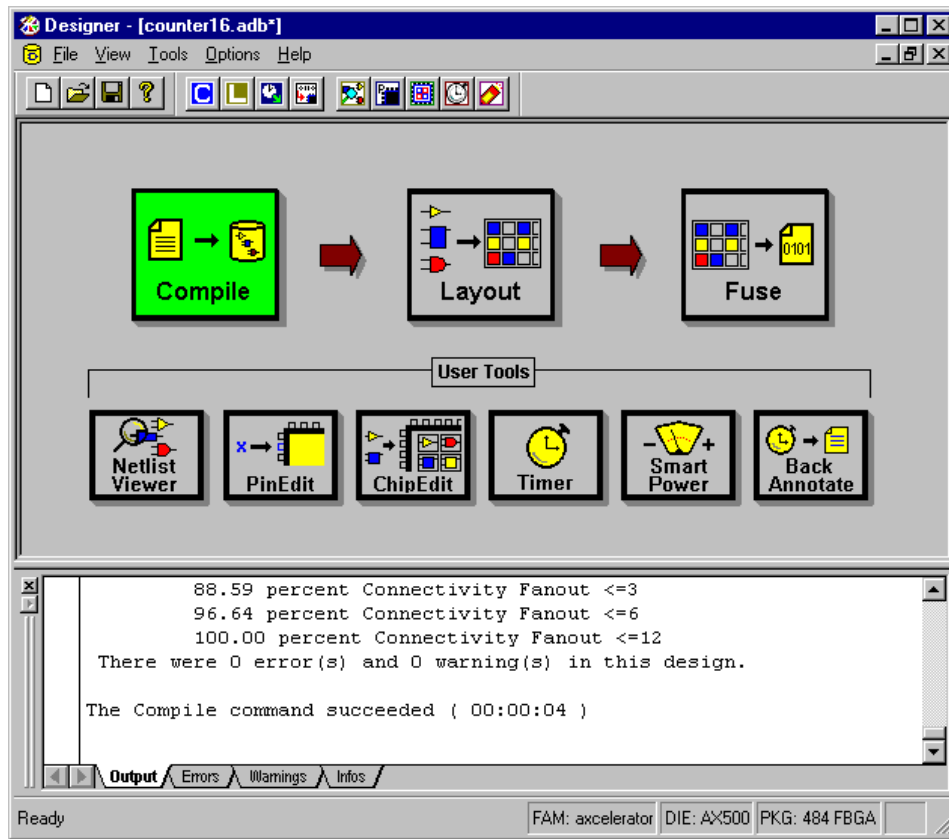 Designer - [counter16.adb*]
File View Tools Options Help
Compile
Layout
0101
Fuse
User Tools
Netlist
Viewer
X
PinEdit
ChipEdit
Timer
Smart
Power
Back
Annotate
88.59 percent Connectivity Fanout <=3
96.64 percent Connectivity Fanout <=6
100.00 percent Connectivity Fanout <=12
There were 0 error(s) and 0 warning(s) in this design.
The Compile command succeeded ( 00:00:04 )
Output Errors Warnings Infos
Ready FAM: axcelerator DIE: AX500 PKG: 484 FBGA